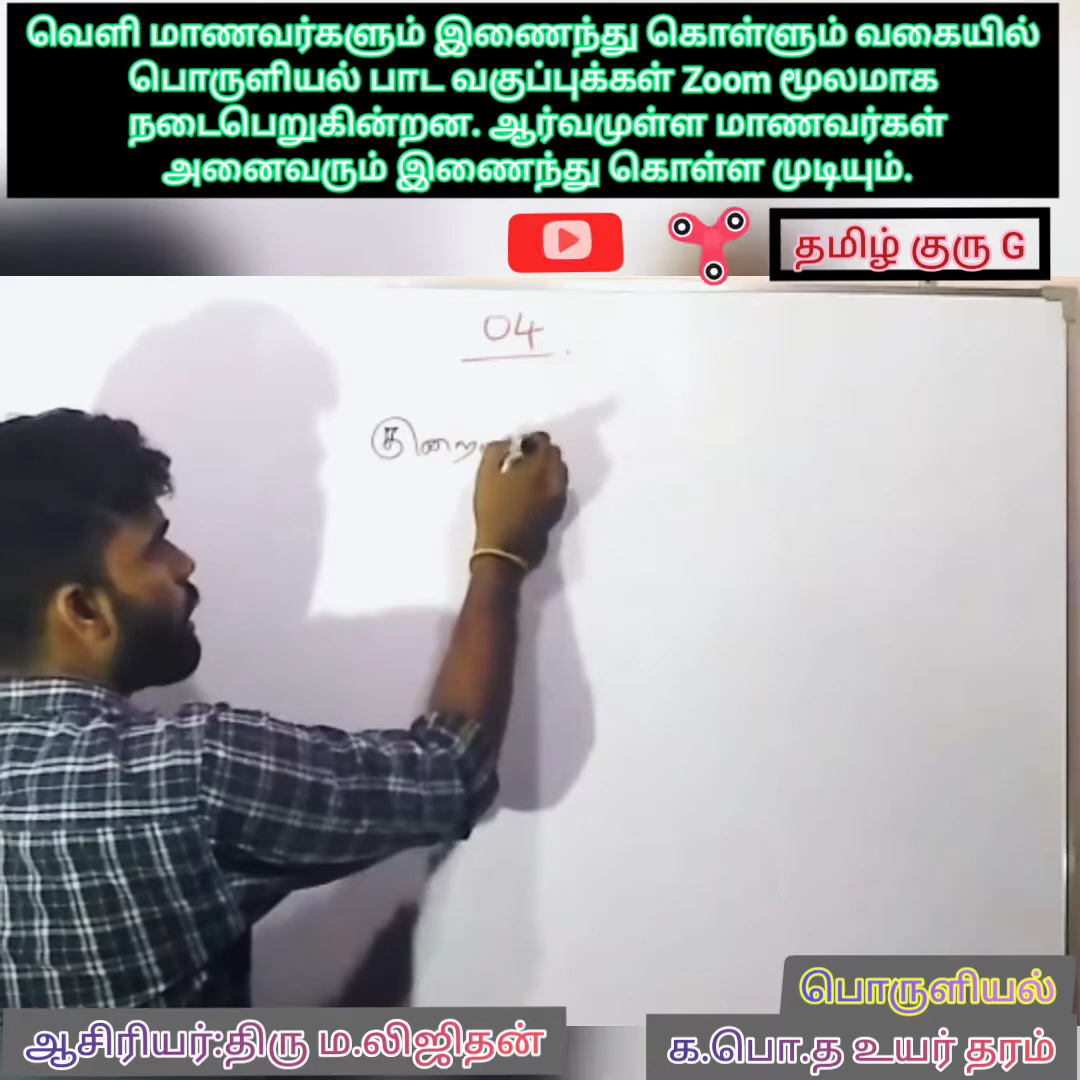 வெளி மாணவர்களும் இணைந்து கொள்ளும் வகையில்
பொருளியல் பாட வகுப்புக்கள் Zoom மூலமாக
நடைபெறுகின்றன. ஆர்வமுள்ள மாணவர்கள்
அனைவரும் இணைந்து கொள்ள முடியும்.
தமிழ் குரு G
04
பொருளியல்
ஆசிரியர்:திரு ம.லிஜிதன்
க.பொ.த உயர் தரம்